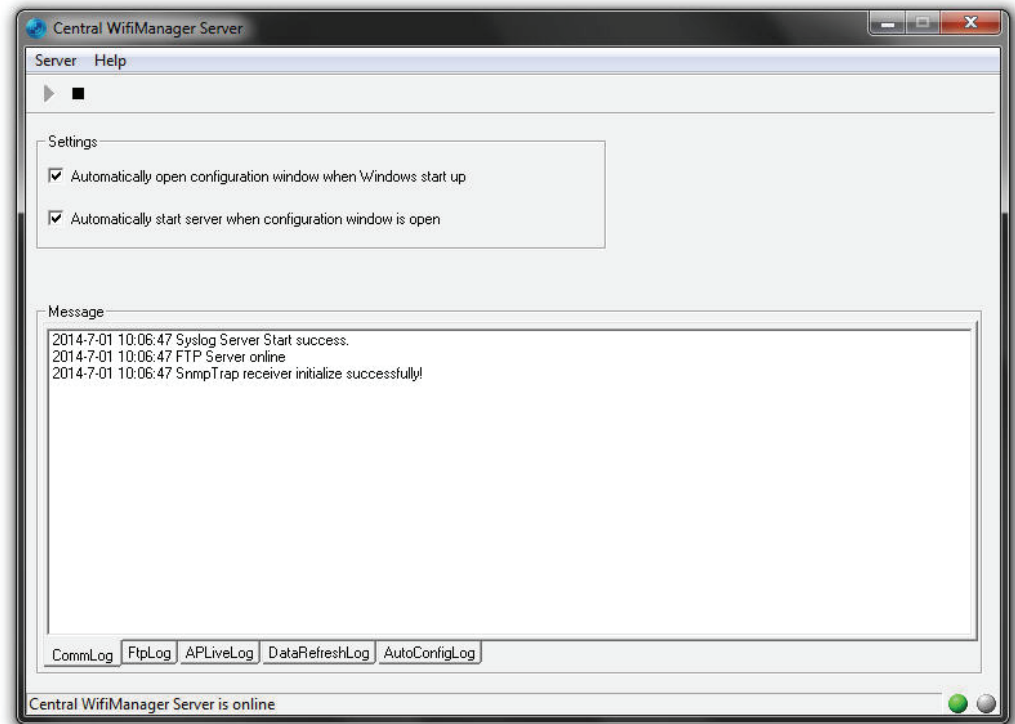 Central WifiManager Server
Server Help
Settings
Automatically open configuration window when Windows start up
Automatically start server when configuration window is open
Message
2014-7-01 10:06:47 Syslog Server Start success.
2014-7-01 10:06:47 FTP Server online
2014-7-01 10:06:47 SnmpTrap receiver initialize successfully!
CommLog FtpLog APLiveLog DataRefreshLog AutoConfigLog
Central WifiManager Server is online